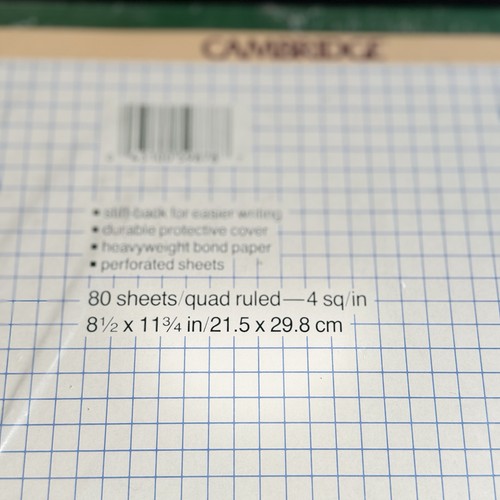 CAMBRIDGE
▪ stiff back for easier writing
▪ durable protective cover
▪ heavyweight bond paper
▪ perforated sheets
80 sheets/quad ruled—4 sq/in
8½ x 11¾ in/21.5 x 29.8 cm